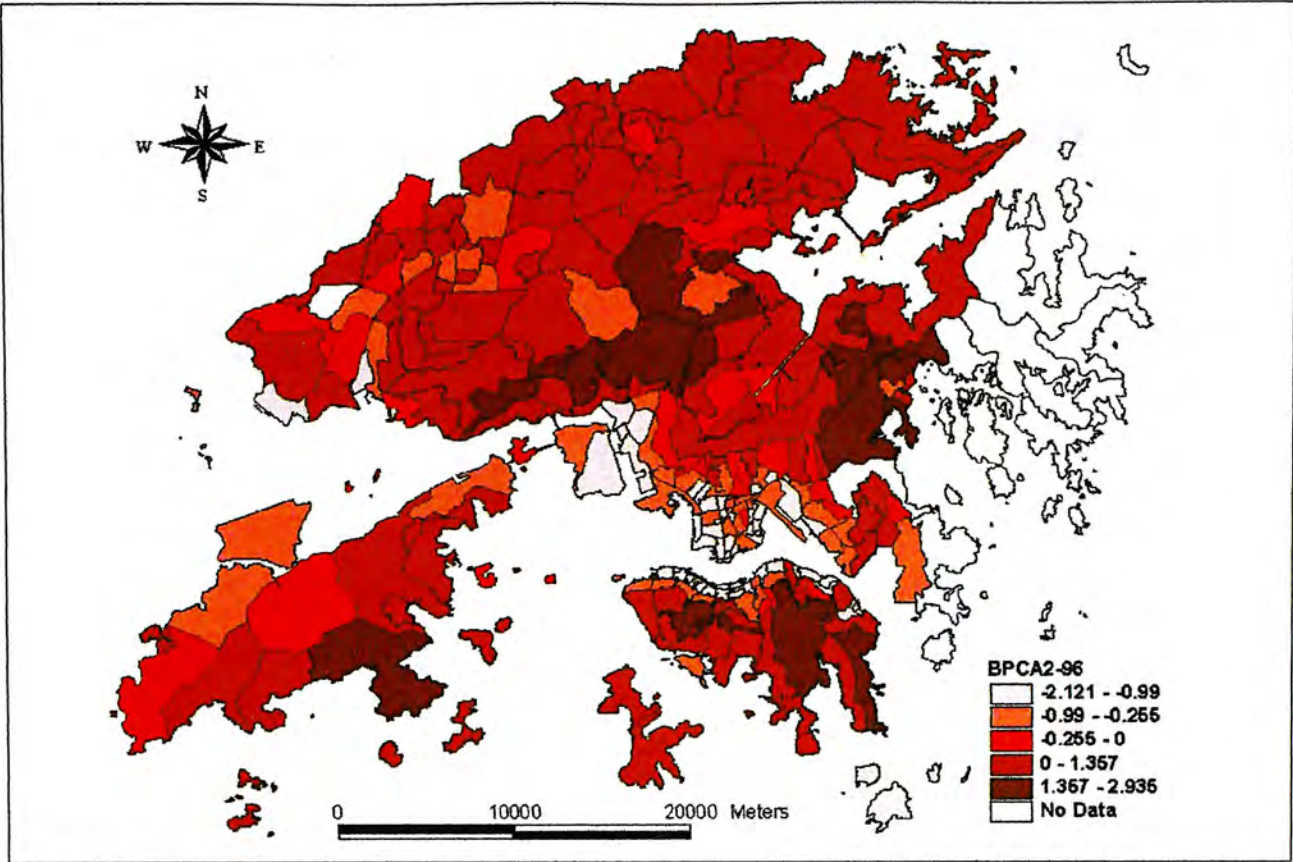 N
W E
S
BPCA2-96
-2.121 - -0.99
-0.99 - -0.255
-0.255 - 0
0 - 1.357
1.357 - 2.935
No Data
0 10000 20000 Meters